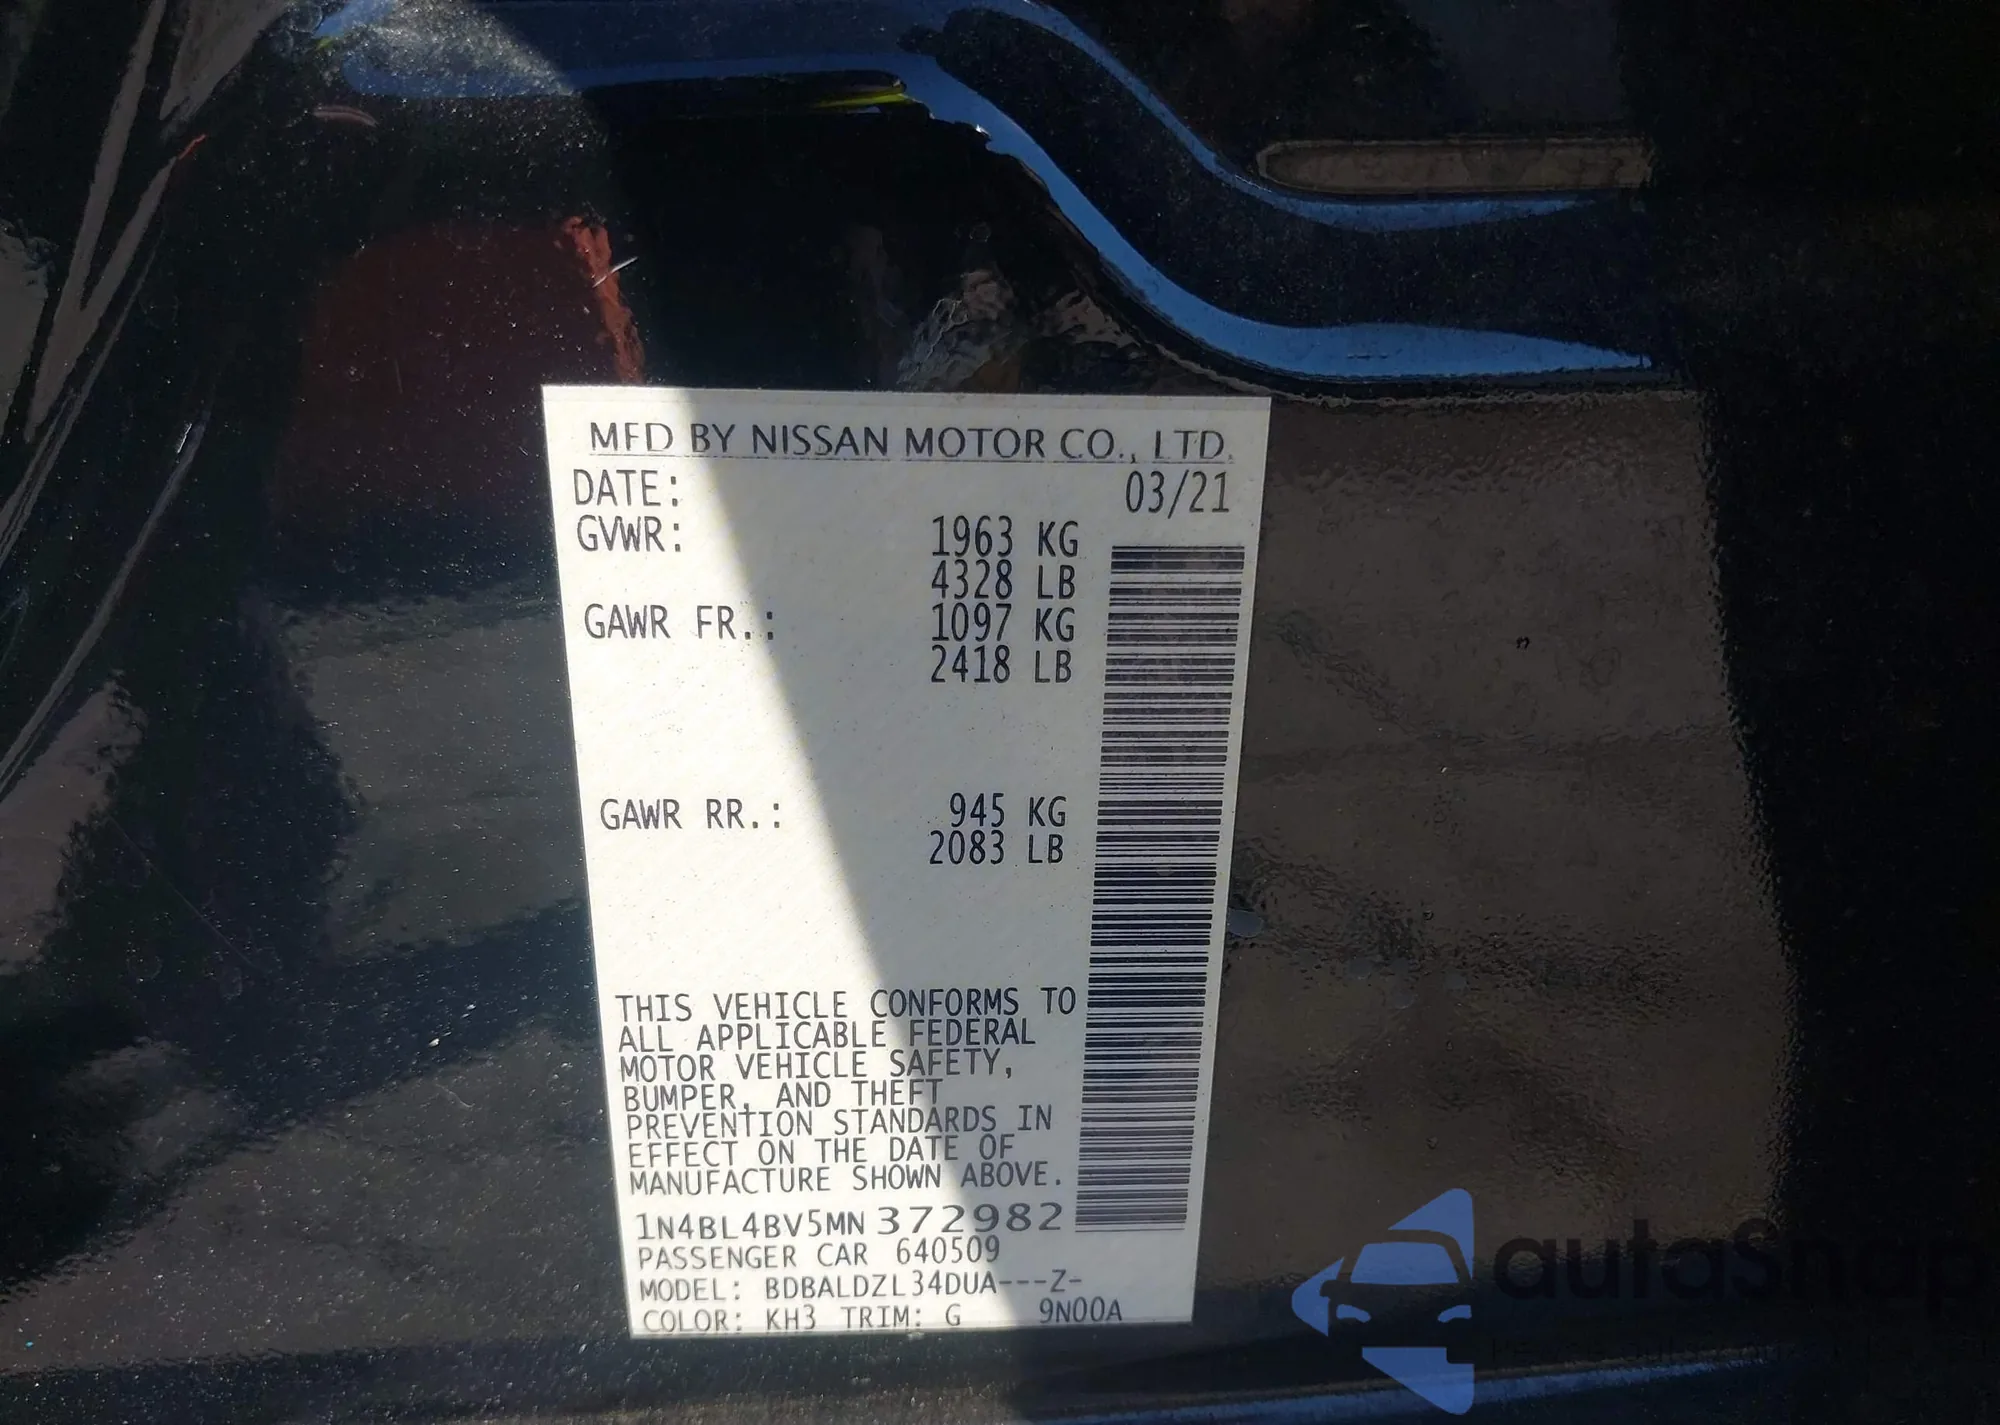 MFD BY NISSAN MOTOR CO., LTD.
DATE: 03/21
GVWR: 1963 KG
4328 LB
GAWR FR.: 1097 KG
2418 LB
GAWR RR.: 945 KG
2083 LB
THIS VEHICLE CONFORMS TO
ALL APPLICABLE FEDERAL
MOTOR VEHICLE SAFETY,
BUMPER, AND THEFT
PREVENTION STANDARDS IN
EFFECT ON THE DATE OF
MANUFACTURE SHOWN ABOVE.
1N4BL4BV5MN372982
PASSENGER CAR 640509
MODEL: BDBALDZL34DUA---Z-
COLOR: KH3 TRIM: G 9N00A
autoSnap